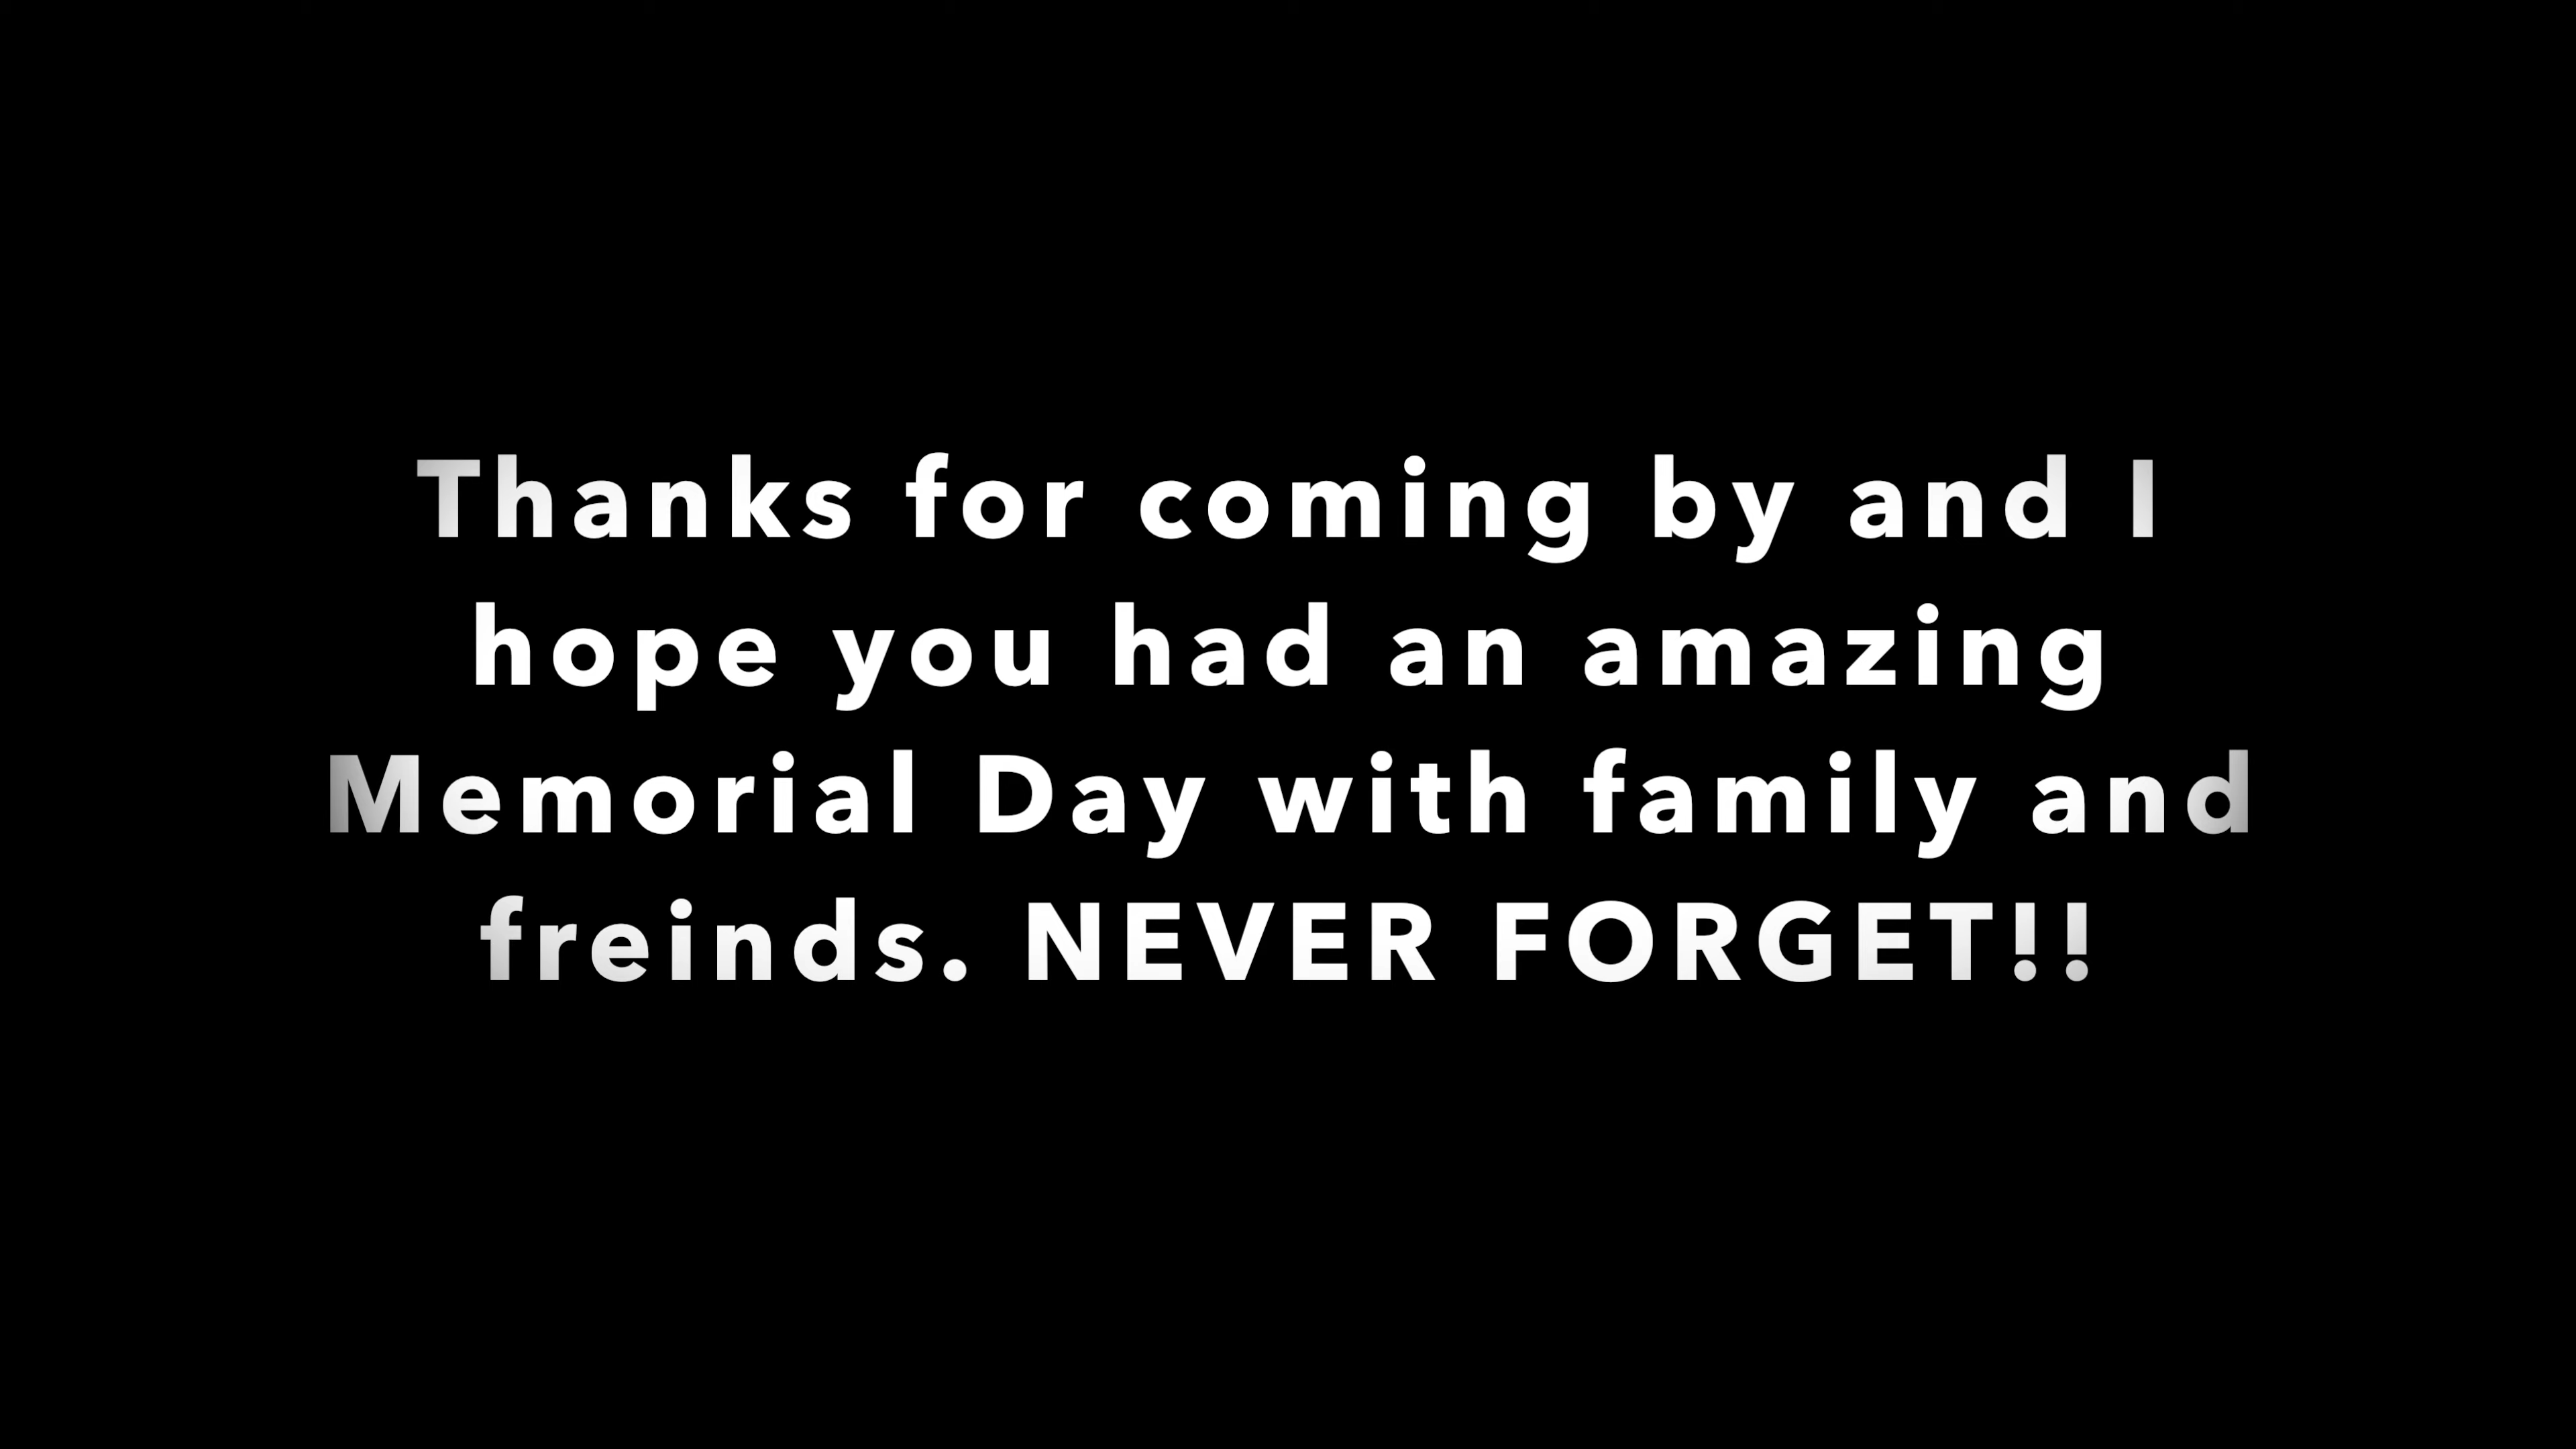 Thanks for coming by and I
hope you had an amazing
Memorial Day with family and
freinds. NEVER FORGET!!